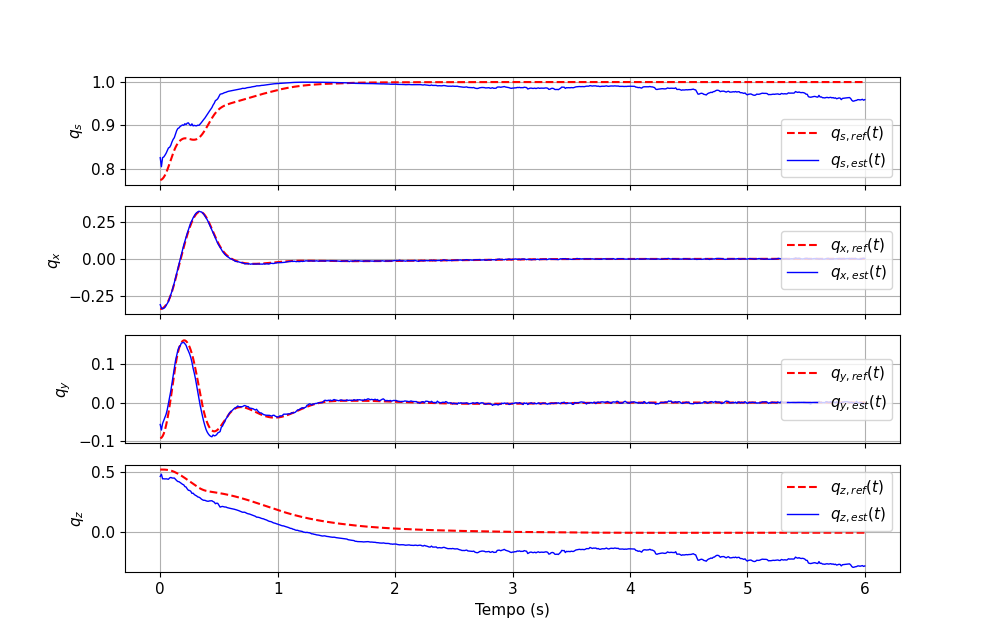 1.0
0.9
0.8
q_s
q_{s,ref}(t)
q_{s,est}(t)
0.25
0.00
−0.25
q_x
q_{x,ref}(t)
q_{x,est}(t)
0.1
0.0
−0.1
q_y
q_{y,ref}(t)
q_{y,est}(t)
0.5
0.0
q_z
q_{z,ref}(t)
q_{z,est}(t)
0 1 2 3 4 5 6
Tempo (s)